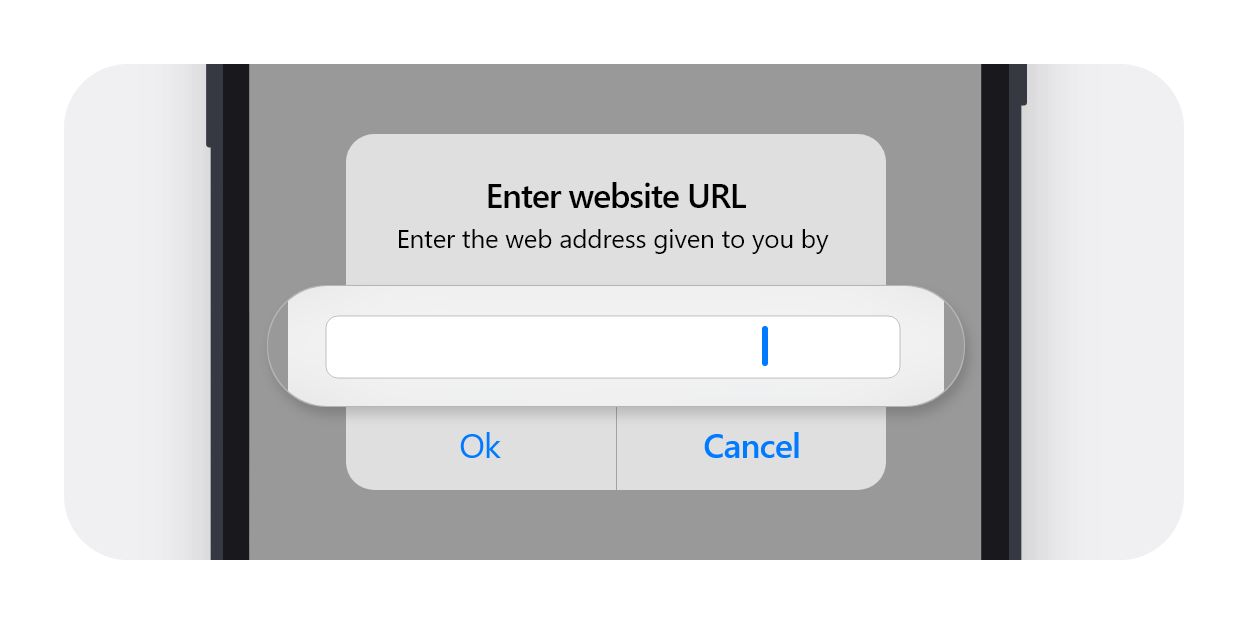 Enter website URL
Enter the web address given to you by
Ok
Cancel